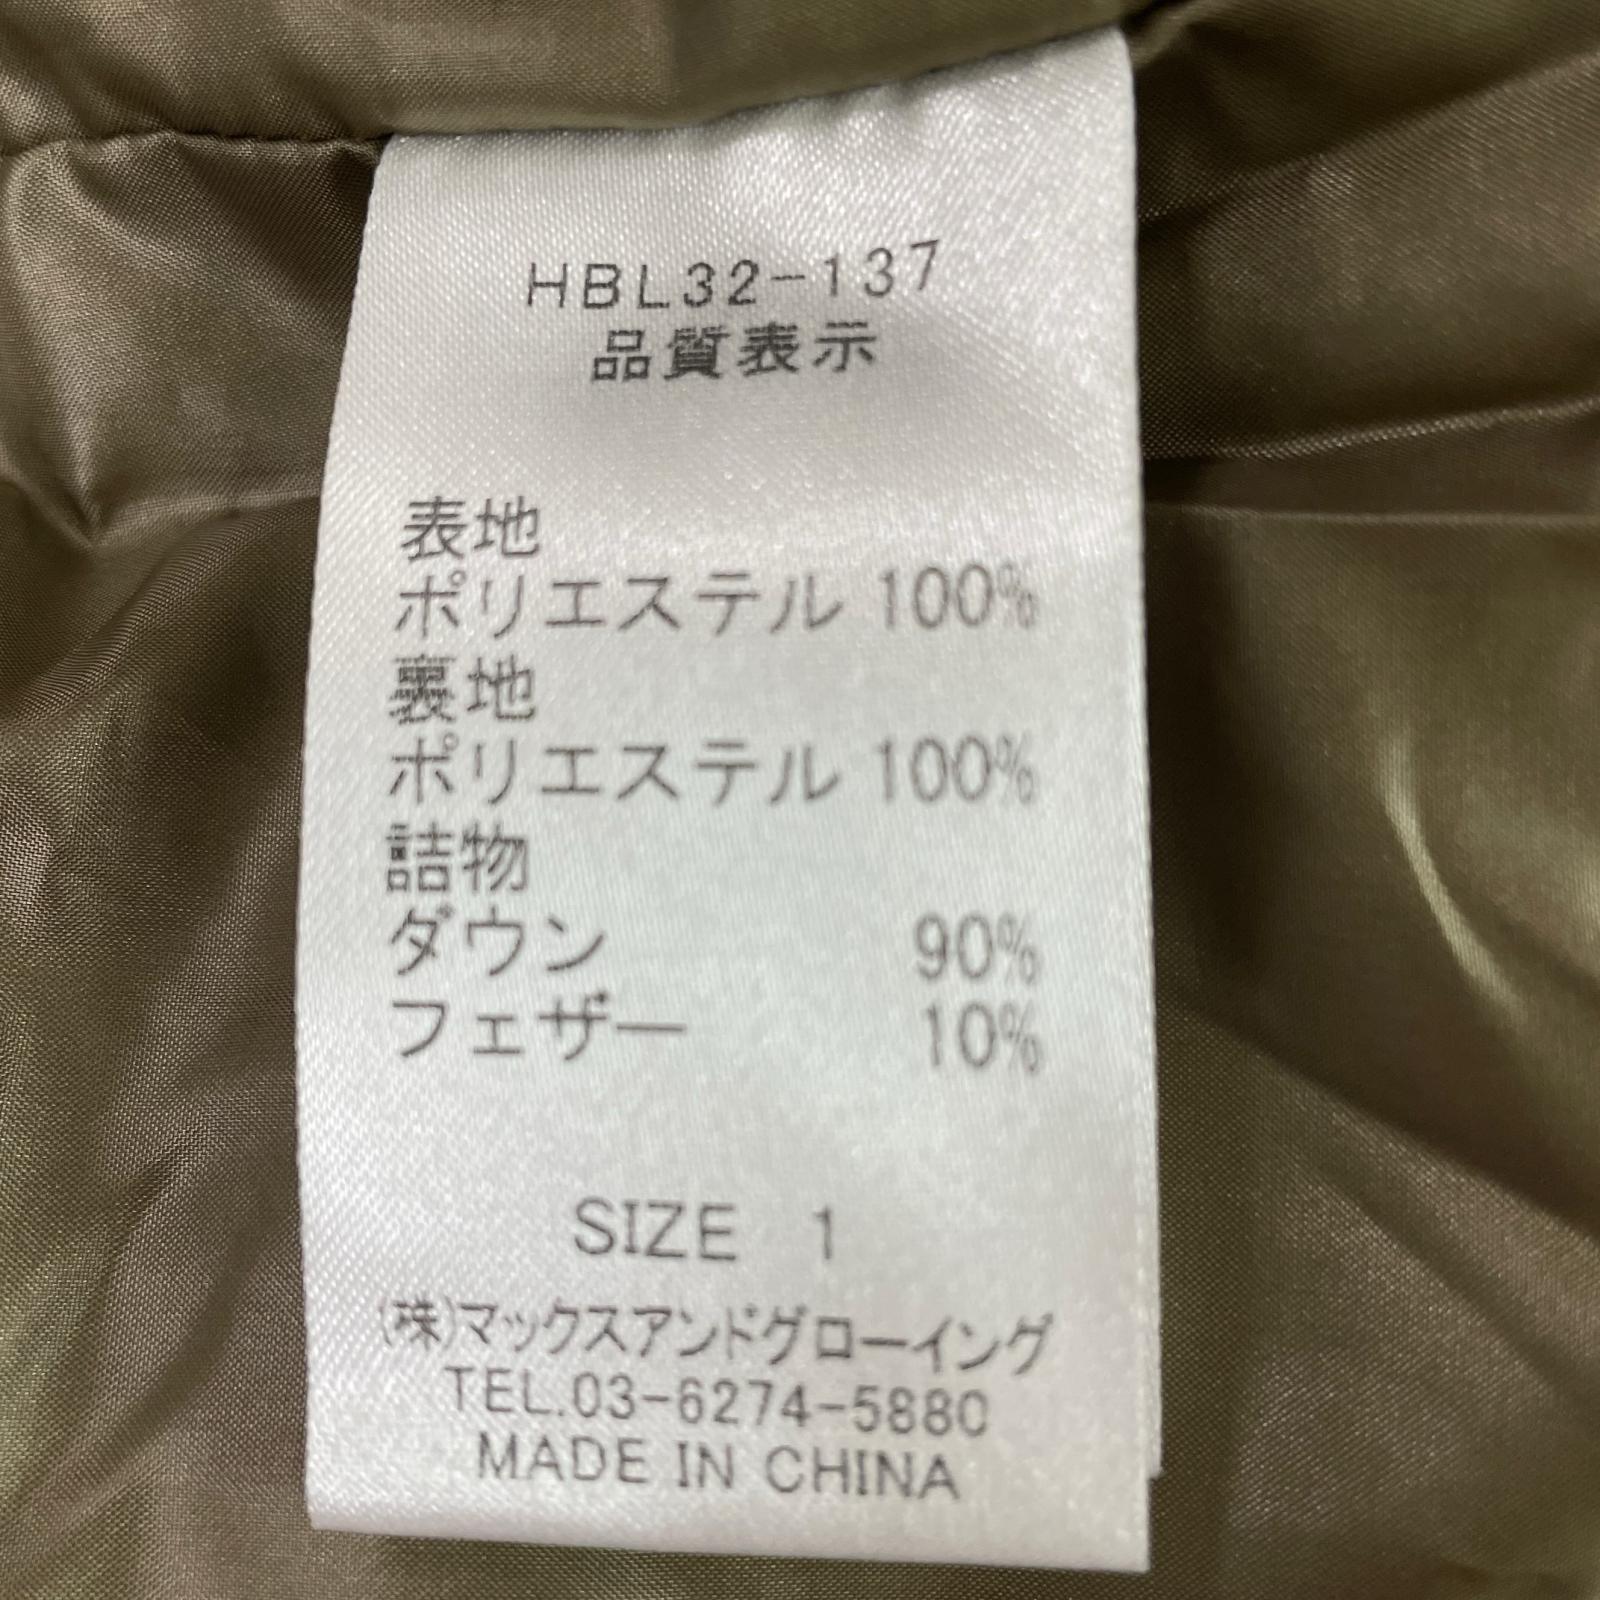 HBL32-137
品質表示
表地
ポリエステル 100%
裏地
ポリエステル 100%
詰物
ダウン 90%
フェザー 10%
SIZE 1
(株)マックスアンドグローイング
TEL.03-6274-5880
MADE IN CHINA